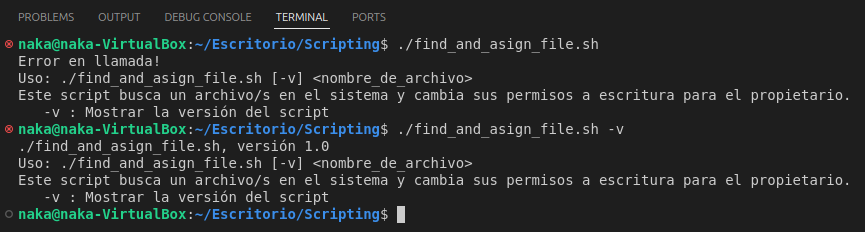 PROBLEMS OUTPUT DEBUG CONSOLE TERMINAL PORTS
naka@naka-VirtualBox:~/Escritorio/Scripting$ ./find_and_asign_file.sh
Error en llamada!
Uso: ./find_and_asign_file.sh [-v] <nombre_de_archivo>
Este script busca un archivo/s en el sistema y cambia sus permisos a escritura para el propietario.
   -v : Mostrar la versión del script
naka@naka-VirtualBox:~/Escritorio/Scripting$ ./find_and_asign_file.sh -v
./find_and_asign_file.sh, versión 1.0
Uso: ./find_and_asign_file.sh [-v] <nombre_de_archivo>
Este script busca un archivo/s en el sistema y cambia sus permisos a escritura para el propietario.
   -v : Mostrar la versión del script
naka@naka-VirtualBox:~/Escritorio/Scripting$